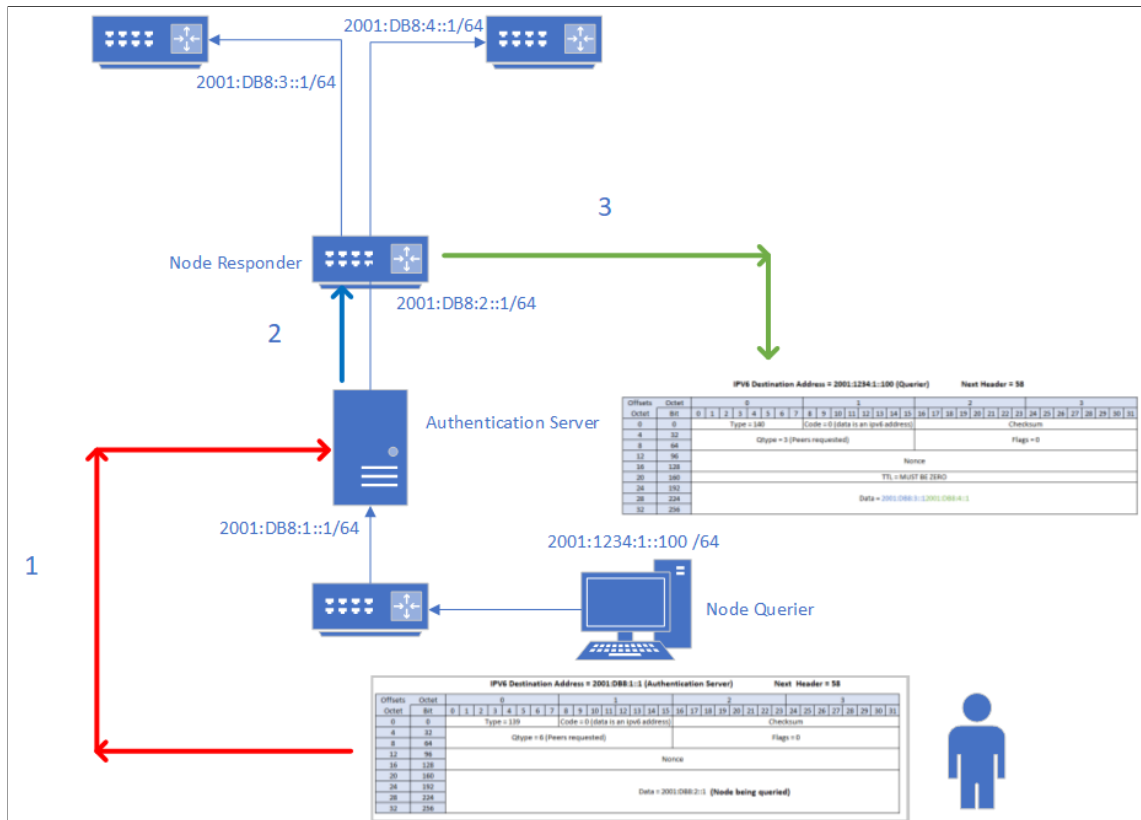 2001:DB8:4::1/64
2001:DB8:3::1/64
3
Node Responder
2001:DB8:2::1/64
2
IPV6 Destination Address = 2001:1234:1::100 (Querier) Next Header = 58
Offsets Octet 0 1 2 3
Octet Bit 0 1 2 3 4 5 6 7 8 9 10 11 12 13 14 15 16 17 18 19 20 21 22 23 24 25 26 27 28 29 30 31
0 0 Type = 140 Code = 0 (data is an ipv6 address) Checksum
4 32
8 64 Qtype = 3 (Peers requested) Flags = 0
12 96
16 128 Nonce
20 160 TTL = MUST BE ZERO
24 192
28 224 Data = 2001:DB8:3::12001:DB8:4::1
32 256
Authentication Server
2001:DB8:1::1/64
2001:1234:1::100 /64
1
Node Querier
IPV6 Destination Address = 2001:DB8:1::1 (Authentication Server) Next Header = 58
Offsets Octet 0 1 2 3
Octet Bit 0 1 2 3 4 5 6 7 8 9 10 11 12 13 14 15 16 17 18 19 20 21 22 23 24 25 26 27 28 29 30 31
0 0 Type = 139 Code = 0 (data is an ipv6 address) Checksum
4 32
8 64 Qtype = 6 (Peers requested) Flags = 0
12 96
16 128 Nonce
20 160
24 192
28 224 Data = 2001:DB8:2::1 (Node being queried)
32 256